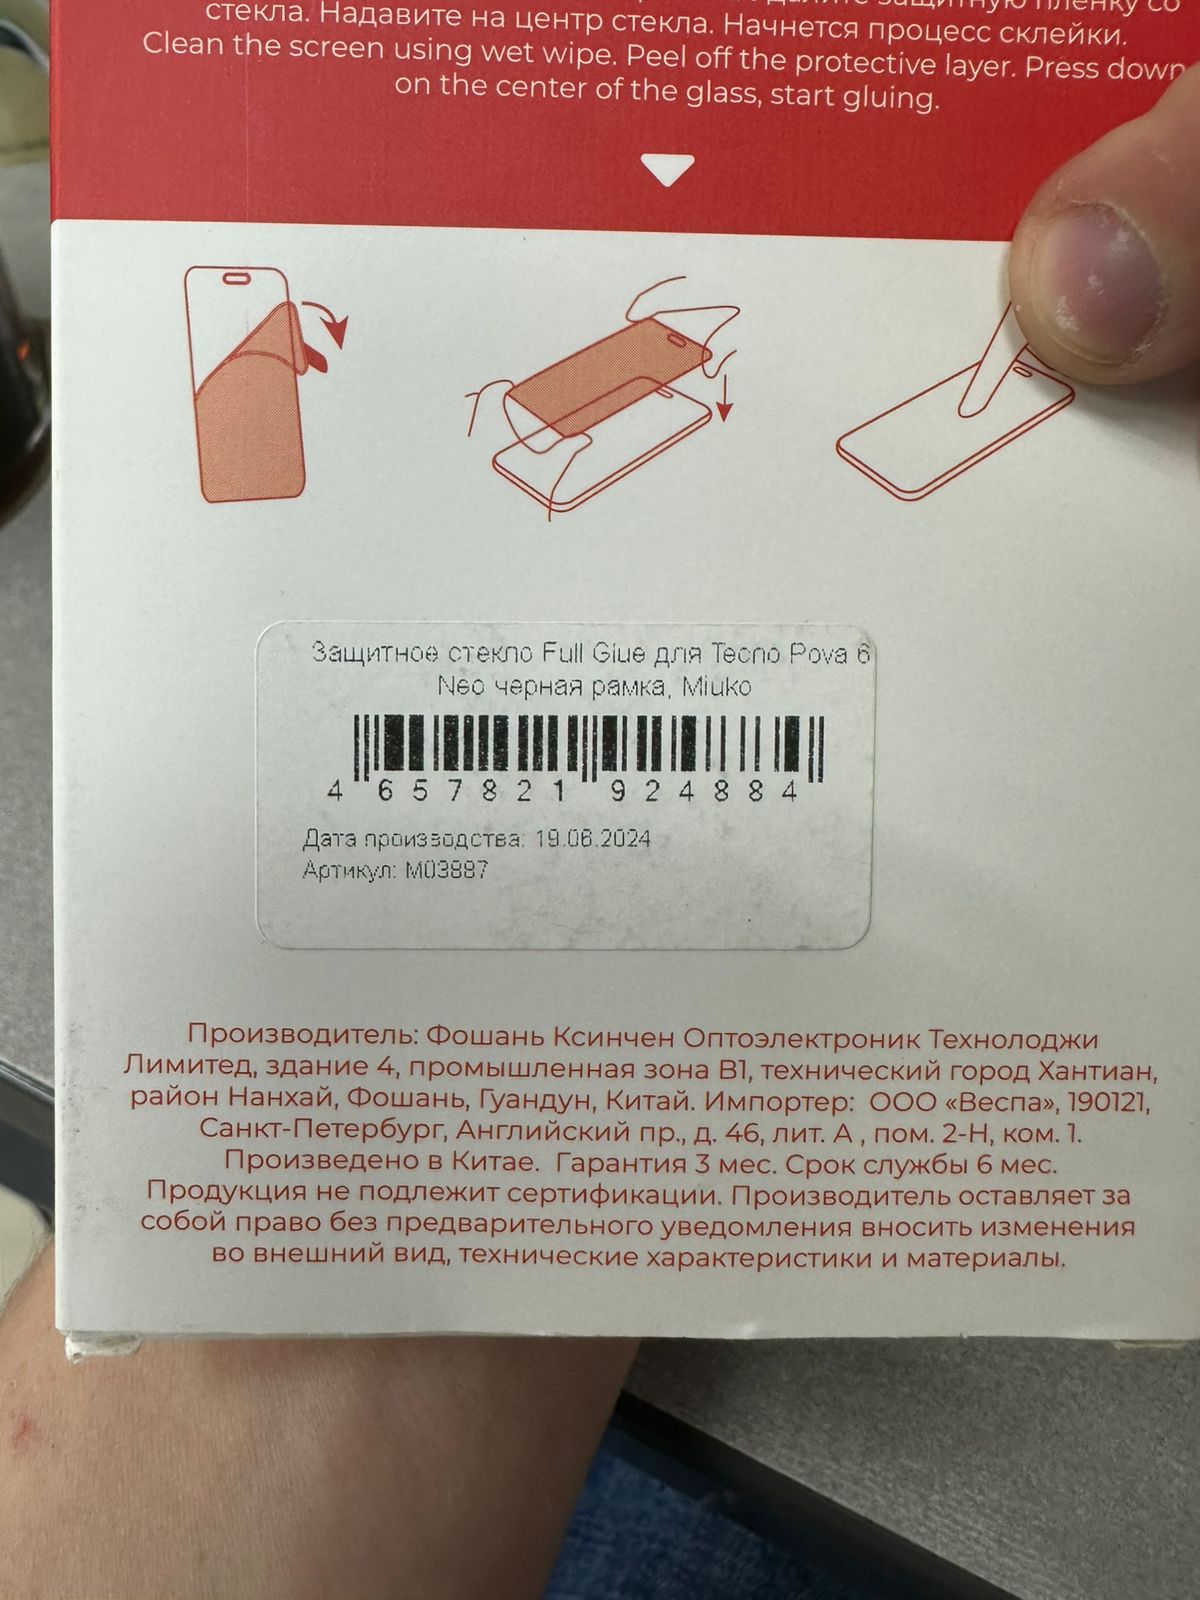 защитную пленку со
стекла. Надавите на центр стекла. Начнется процесс склейки.
Clean the screen using wet wipe. Peel off the protective layer. Press down
on the center of the glass, start gluing.
Защитное стекло Full Glue для Tecno Pova 6
Neo черная рамка, Miuko
4 657821 924884
Дата производства: 19.06.2024
Артикул: M03887
Производитель: Фошань Ксинчен Оптоэлектроник Технолоджи
Лимитед, здание 4, промышленная зона В1, технический город Хантиан,
район Нанхай, Фошань, Гуандун, Китай. Импортер: ООО «Веспа», 190121,
Санкт-Петербург, Английский пр., д. 46, лит. А , пом. 2-Н, ком. 1.
Произведено в Китае. Гарантия 3 мес. Срок службы 6 мес.
Продукция не подлежит сертификации. Производитель оставляет за
собой право без предварительного уведомления вносить изменения
во внешний вид, технические характеристики и материалы.